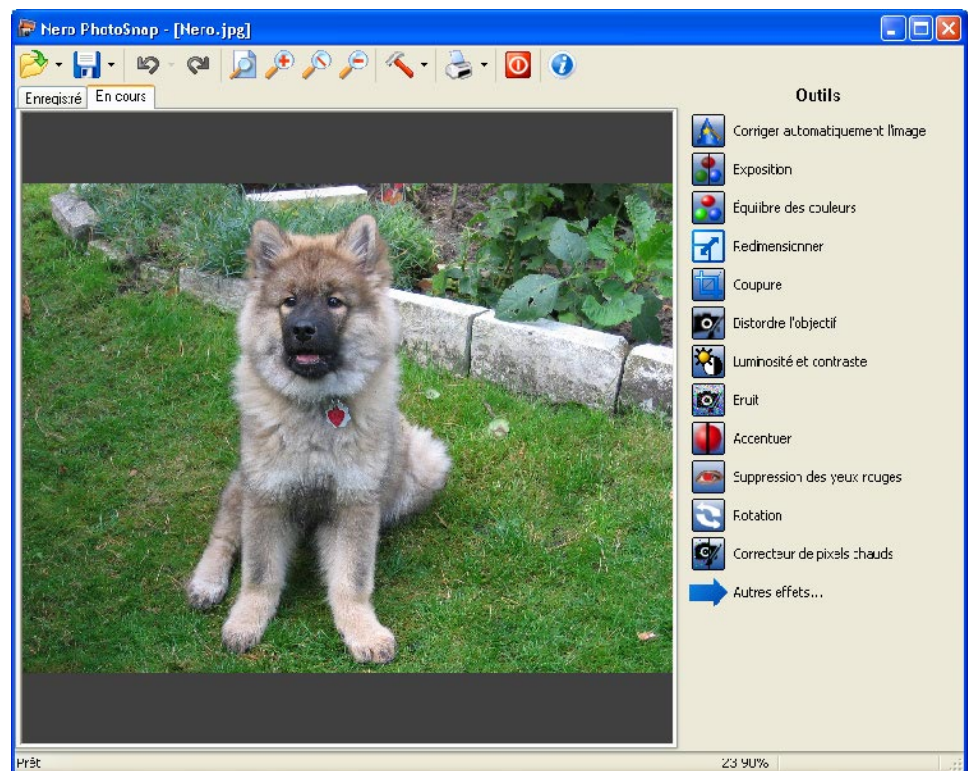 Nero PhotoSnap - [Nero.jpg]
Enregistré En cours
Outils
Corriger automatiquement l'image
Exposition
Équilibre des couleurs
Redimensionner
Coupure
Distordre l'objectif
Luminosité et contraste
Bruit
Accentuer
Suppression des yeux rouges
Rotation
Correcteur de pixels chauds
Autres effets...
Prêt 23.90%